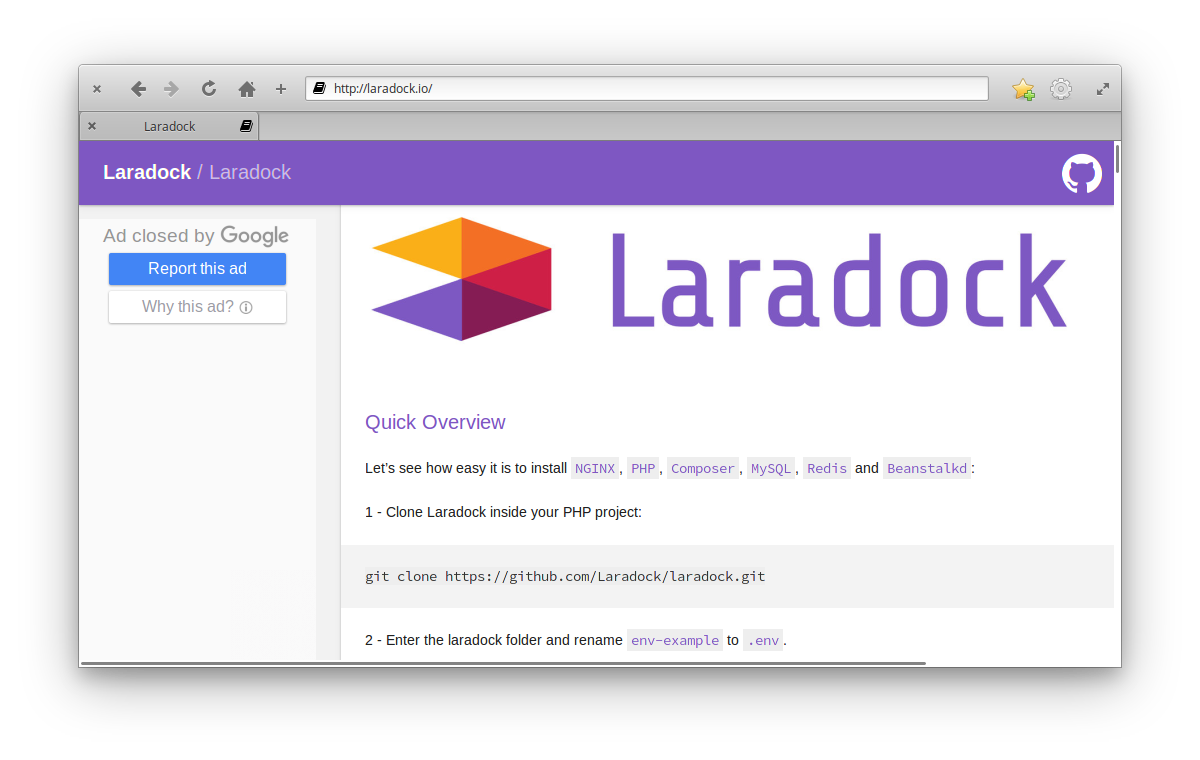 http://laradock.io/
Laradock
Laradock / Laradock
Ad closed by Google
Report this ad
Why this ad?
Laradock
Quick Overview
Let’s see how easy it is to install NGINX, PHP, Composer, MySQL, Redis and Beanstalkd:
1 - Clone Laradock inside your PHP project:
git clone https://github.com/Laradock/laradock.git
2 - Enter the laradock folder and rename env-example to .env.